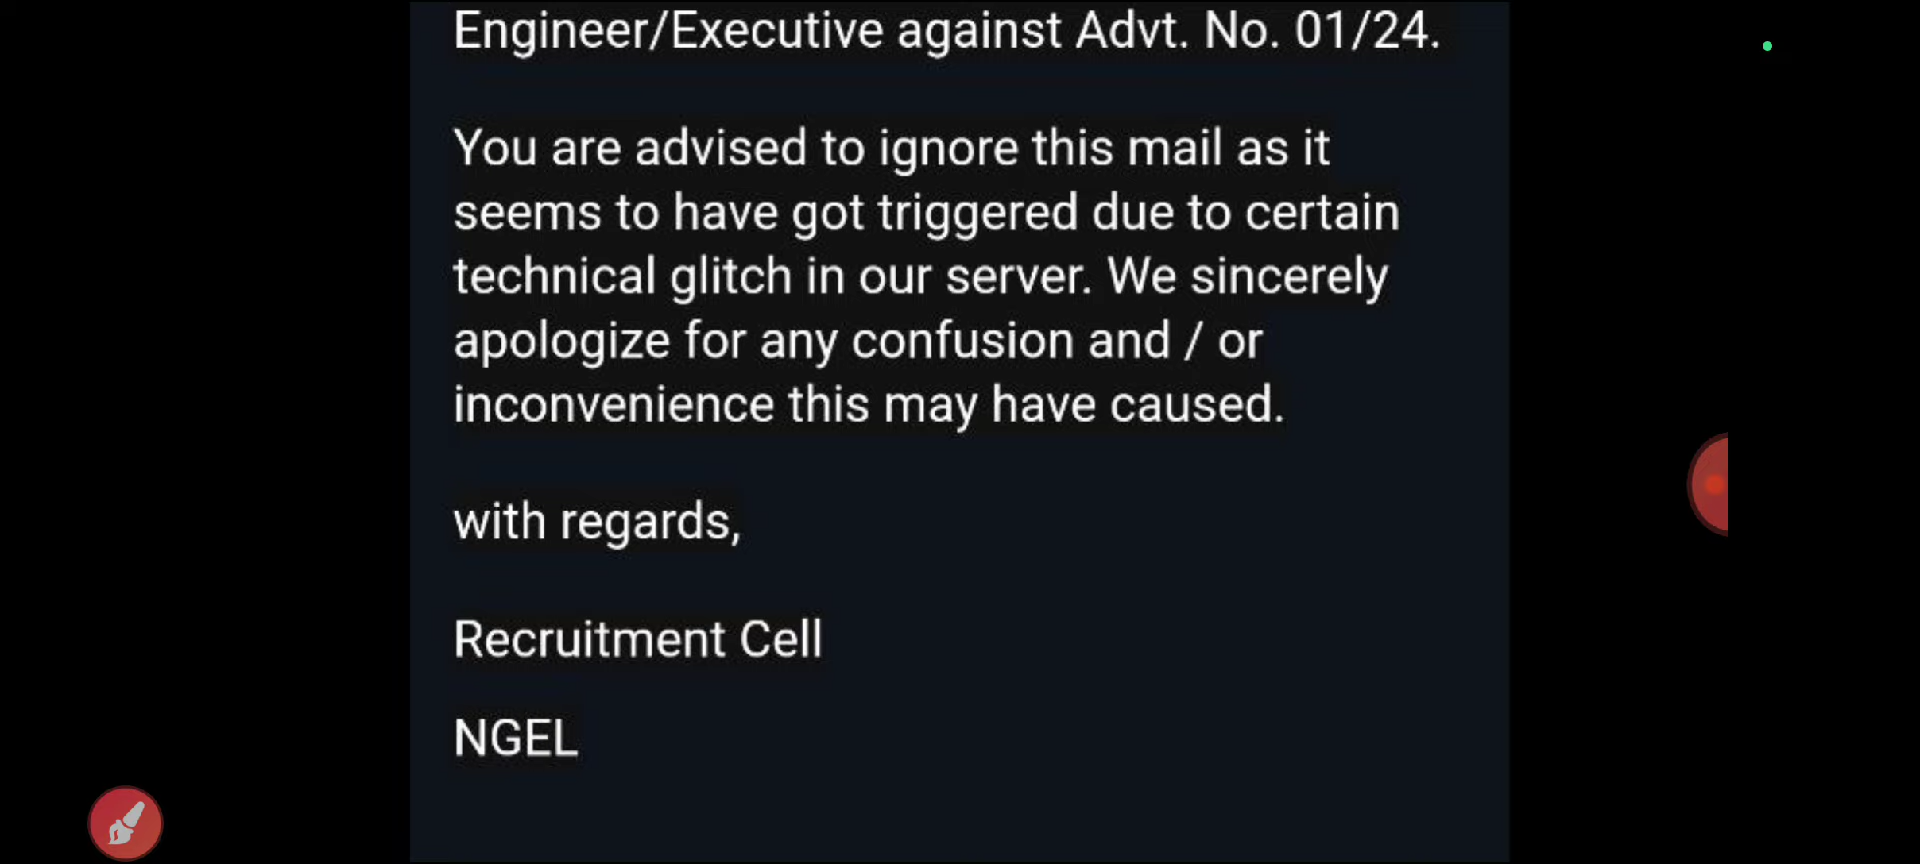 Engineer/Executive against Advt. No. 01/24.
You are advised to ignore this mail as it
seems to have got triggered due to certain
technical glitch in our server. We sincerely
apologize for any confusion and / or
inconvenience this may have caused.
with regards,
Recruitment Cell
NGEL